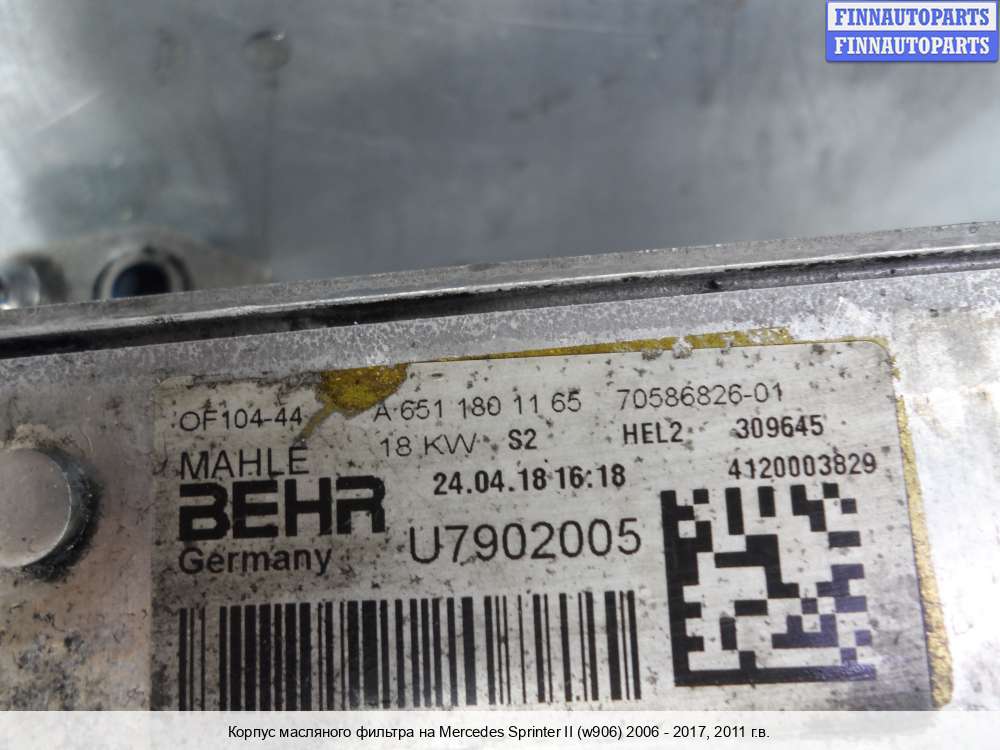 FINNAUTOPARTS
FINNAUTOPARTS
OF104-44 A 651 180 11 65 70586826-01
18 KW S2 HEL2 309645
MAHLE 24.04.18 16:18 4120003829
BEHR U7902005
Germany
Корпус масляного фильтра на Mercedes Sprinter II (w906) 2006 - 2017, 2011 г.в.